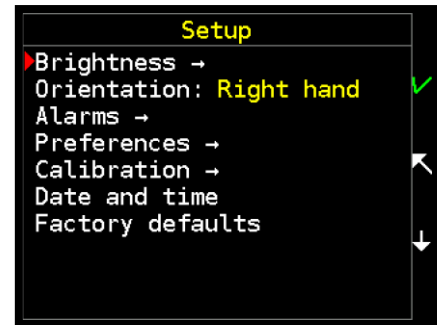 Setup
Brightness →
Orientation: Right hand
Alarms →
Preferences →
Calibration →
Date and time
Factory defaults